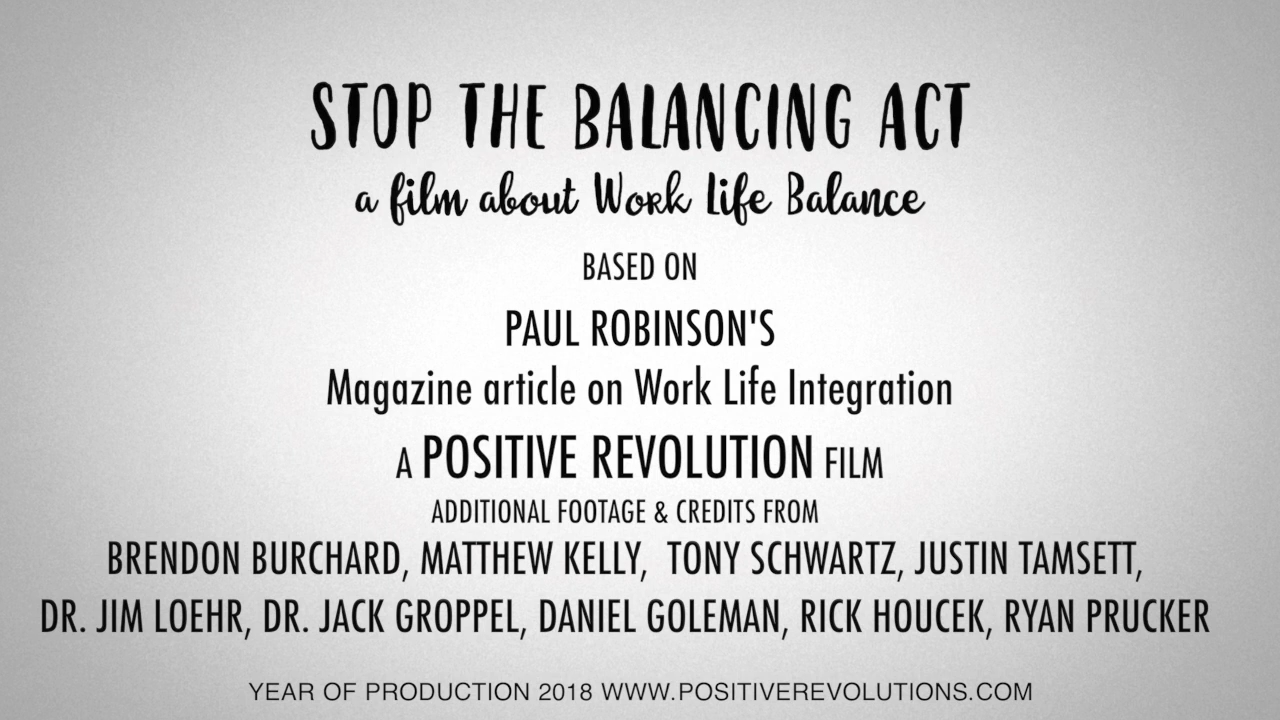 STOP THE BALANCING ACT
a film about Work Life Balance
BASED ON
PAUL ROBINSON'S
Magazine article on Work Life Integration
A POSITIVE REVOLUTION FILM
ADDITIONAL FOOTAGE & CREDITS FROM
BRENDON BURCHARD, MATTHEW KELLY, TONY SCHWARTZ, JUSTIN TAMSETT,
DR. JIM LOEHR, DR. JACK GROPPEL, DANIEL GOLEMAN, RICK HOUCEK, RYAN PRUCKER
YEAR OF PRODUCTION 2018 WWW.POSITIVEREVOLUTIONS.COM